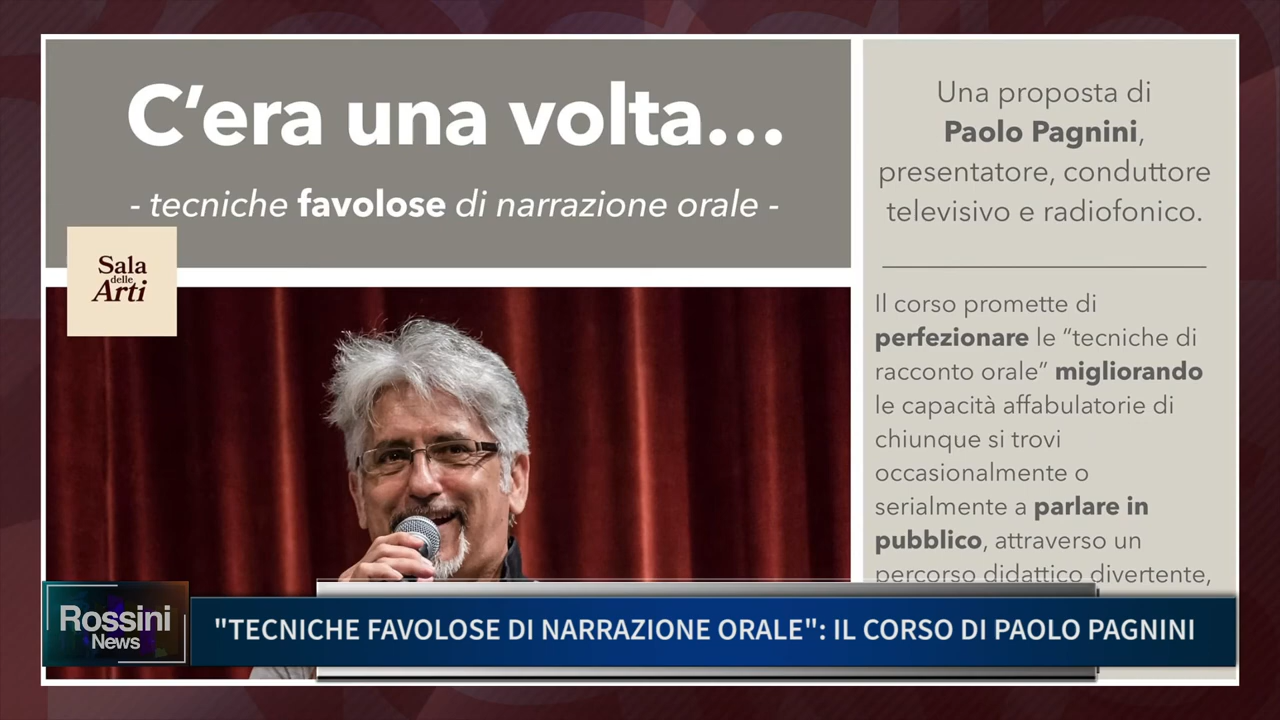 C'era una volta...
- tecniche favolose di narrazione orale -
Sala
delle
Arti
Una proposta di
Paolo Pagnini,
presentatore, conduttore
televisivo e radiofonico.
Il corso promette di
perfezionare le “tecniche di
racconto orale” migliorando
le capacità affabulatorie di
chiunque si trovi
occasionalmente o
serialmente a parlare in
pubblico, attraverso un
percorso didattico divertente,
Rossini
News
"TECNICHE FAVOLOSE DI NARRAZIONE ORALE": IL CORSO DI PAOLO PAGNINI